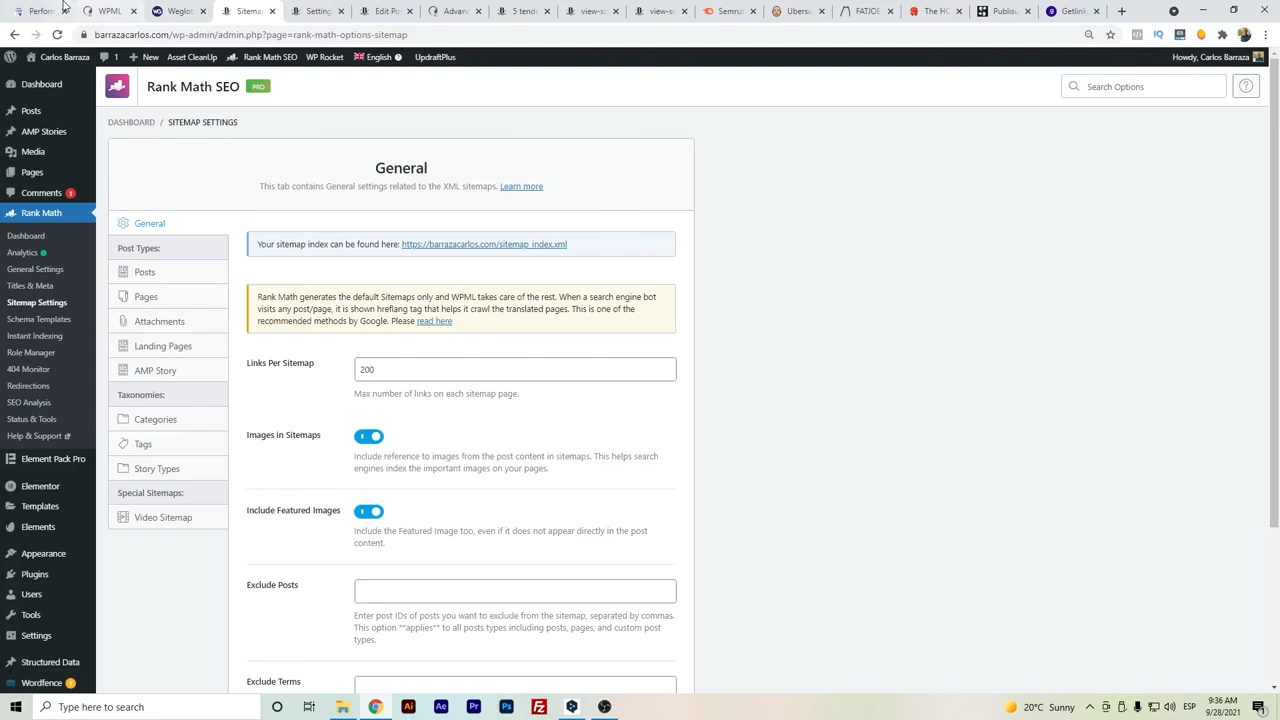 Perform
WPML
Weglot
Sitemap
Setting
Edit Po
Advanc
5 tende
view-so
view-so
Semrus
Advanc
Bryanw
FATJOE
The HC
Publis
Getlink
barrazacarlos.com/wp-admin/admin.php?page=rank-math-options-sitemap
Carlos Barraza
1
New
Asset CleanUp
Rank Math SEO
WP Rocket
English
UpdraftPlus
Howdy, Carlos Barraza
Dashboard
Posts
AMP Stories
Media
Pages
Comments 1
Rank Math
Dashboard
Analytics
General Settings
Titles & Meta
Sitemap Settings
Schema Templates
Instant Indexing
Role Manager
404 Monitor
Redirections
SEO Analysis
Status & Tools
Help & Support
Element Pack Pro
Elementor
Templates
Elements
Appearance
Plugins
Users
Tools
Settings
Structured Data
Wordfence 1
Rank Math SEO PRO
Search Options
DASHBOARD / SITEMAP SETTINGS
General
This tab contains General settings related to the XML sitemaps. Learn more
General
Post Types:
Posts
Pages
Attachments
Landing Pages
AMP Story
Taxonomies:
Categories
Tags
Story Types
Special Sitemaps:
Video Sitemap
Your sitemap index can be found here: https://barrazacarlos.com/sitemap_index.xml
Rank Math generates the default Sitemaps only and WPML takes care of the rest. When a search engine bot
visits any post/page, it is shown hreflang tag that helps it crawl the translated pages. This is one of the
recommended methods by Google. Please read here
Links Per Sitemap
200
Max number of links on each sitemap page.
Images in Sitemaps
Include reference to images from the post content in sitemaps. This helps search
engines index the important images on your pages.
Include Featured Images
Include the Featured Image too, even if it does not appear directly in the post
content.
Exclude Posts
Enter post IDs of posts you want to exclude from the sitemap, separated by commas.
This option **applies** to all posts types including posts, pages, and custom post
types.
Exclude Terms
Type here to search
20°C Sunny
ESP
9:36 AM
9/28/2021